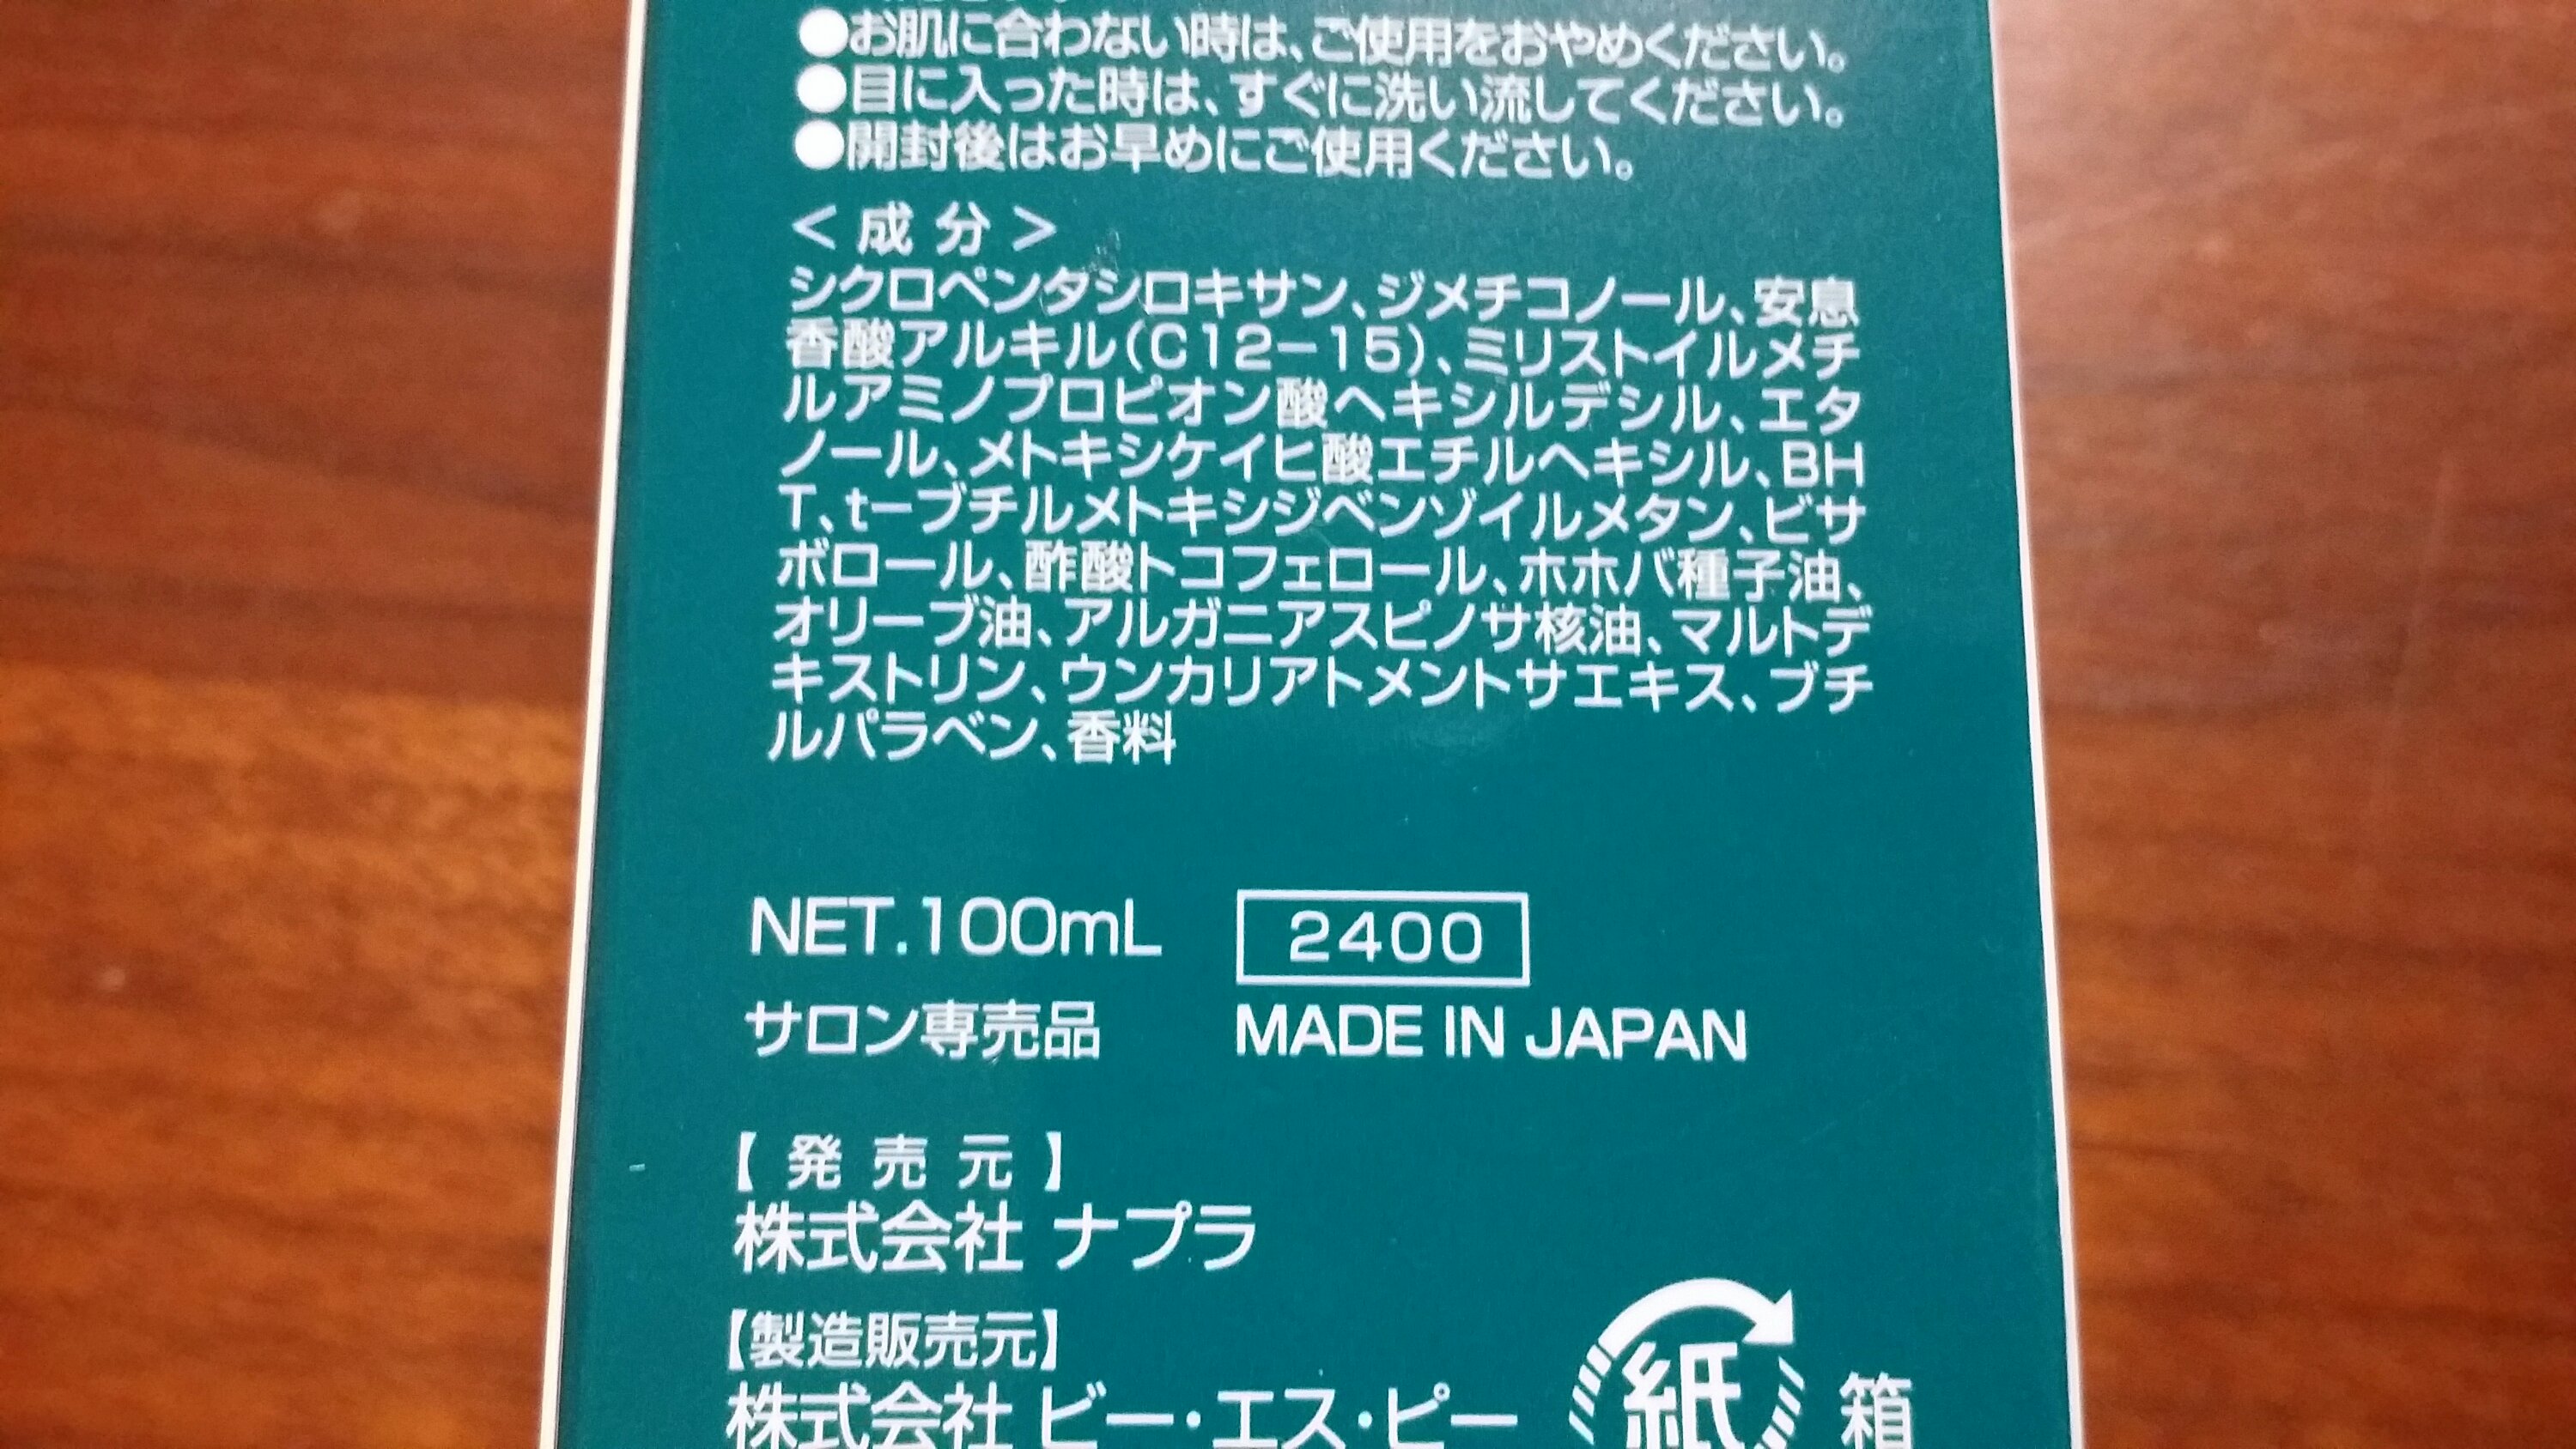 ●お肌に合わない時は、ご使用をおやめください。
●目に入った時は、すぐに洗い流してください。
●開封後はお早めにご使用ください。
＜成分＞
シクロペンタシロキサン、ジメチコノール、安息
香酸アルキル（C12－15）、ミリストイルメチ
ルアミノプロピオン酸ヘキシルデシル、エタ
ノール、メトキシケイヒ酸エチルヘキシル、BH
T、t－ブチルメトキシジベンゾイルメタン、ビサ
ボロール、酢酸トコフェロール、ホホバ種子油、
オリーブ油、アルガニアスピノサ核油、マルトデ
キストリン、ウンカリアトメントサエキス、ブチ
ルパラベン、香料
NET.100mL 2400
サロン専売品 MADE IN JAPAN
【発売元】
株式会社 ナプラ
【製造販売元】
株式会社 ビー・エス・ピー
紙 箱